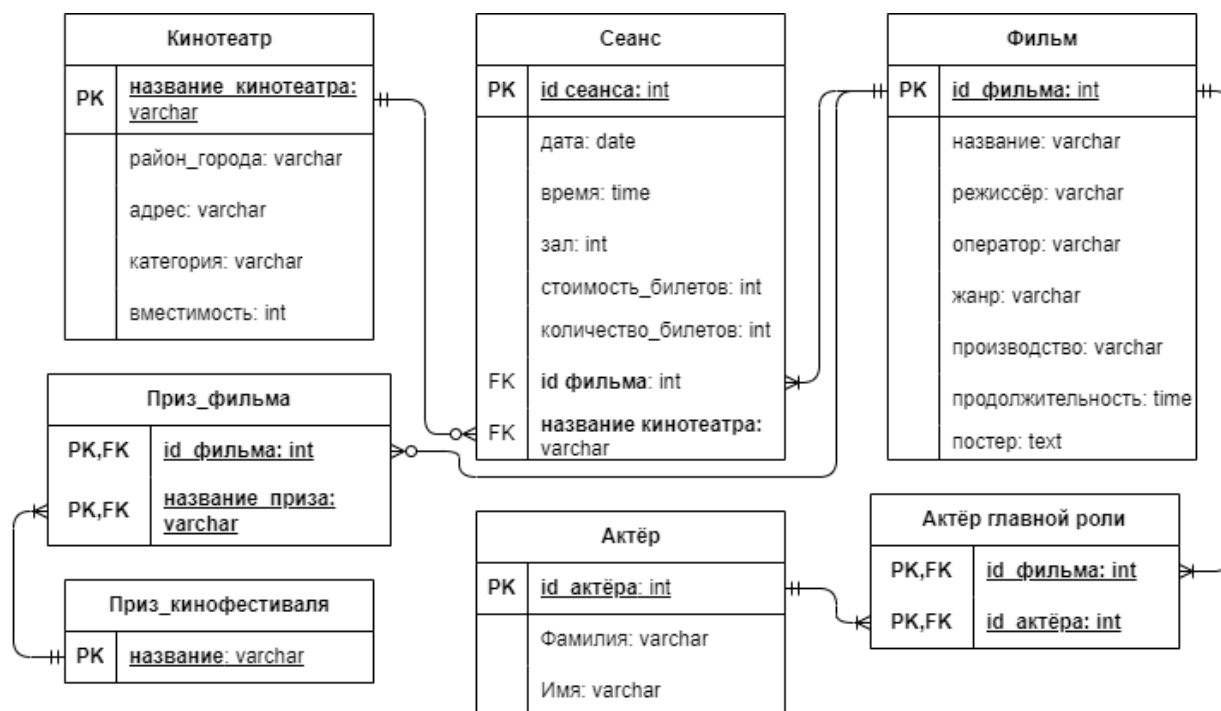 Кинотеатр
PK название_кинотеатра:
varchar
район_города: varchar
адрес: varchar
категория: varchar
вместимость: int
Сеанс
PK id сеанса: int
дата: date
время: time
зал: int
стоимость_билетов: int
количество_билетов: int
FK id фильма: int
FK название кинотеатра:
varchar
Фильм
PK id_фильма: int
название: varchar
режиссёр: varchar
оператор: varchar
жанр: varchar
производство: varchar
продолжительность: time
постер: text
Приз_фильма
PK,FK id_фильма: int
PK,FK название_приза:
varchar
Приз_кинофестиваля
PK название: varchar
Актёр
PK id_актёра: int
Фамилия: varchar
Имя: varchar
Актёр главной роли
PK,FK id_фильма: int
PK,FK id_актёра: int